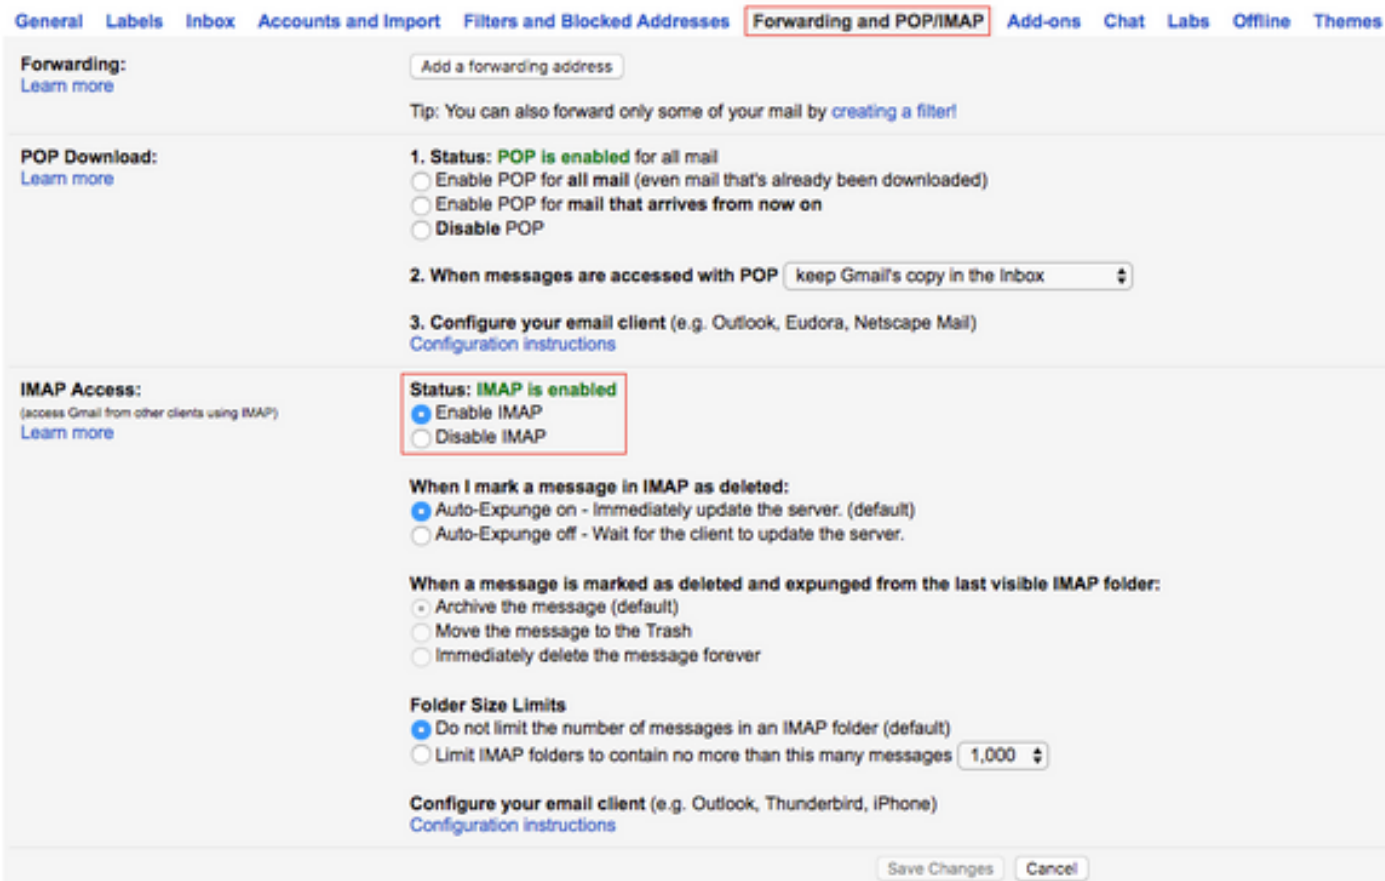 General Labels Inbox Accounts and Import Filters and Blocked Addresses Forwarding and POP/IMAP Add-ons Chat Labs Offline Themes
Forwarding:
Learn more
Add a forwarding address
Tip: You can also forward only some of your mail by creating a filter!
POP Download:
Learn more
1. Status: POP is enabled for all mail
Enable POP for all mail (even mail that's already been downloaded)
Enable POP for mail that arrives from now on
Disable POP
2. When messages are accessed with POP keep Gmail's copy in the Inbox
3. Configure your email client (e.g. Outlook, Eudora, Netscape Mail)
Configuration instructions
IMAP Access:
(access Gmail from other clients using IMAP)
Learn more
Status: IMAP is enabled
Enable IMAP
Disable IMAP
When I mark a message in IMAP as deleted:
Auto-Expunge on - Immediately update the server. (default)
Auto-Expunge off - Wait for the client to update the server.
When a message is marked as deleted and expunged from the last visible IMAP folder:
Archive the message (default)
Move the message to the Trash
Immediately delete the message forever
Folder Size Limits
Do not limit the number of messages in an IMAP folder (default)
Limit IMAP folders to contain no more than this many messages 1,000
Configure your email client (e.g. Outlook, Thunderbird, iPhone)
Configuration instructions
Save Changes Cancel